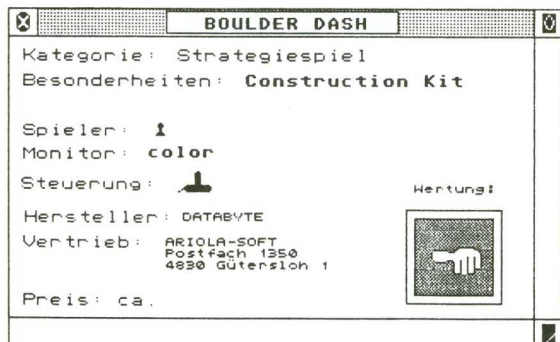 BOULDER DASH
Kategorie: Strategiespiel
Besonderheiten: Construction Kit
Spieler:
Monitor: color
Steuerung:
Wertung:
Hersteller: DATABYTE
Vertrieb: ARIOLA-SOFT
Postfach 1350
4830 Gütersloh 1
Preis: ca.